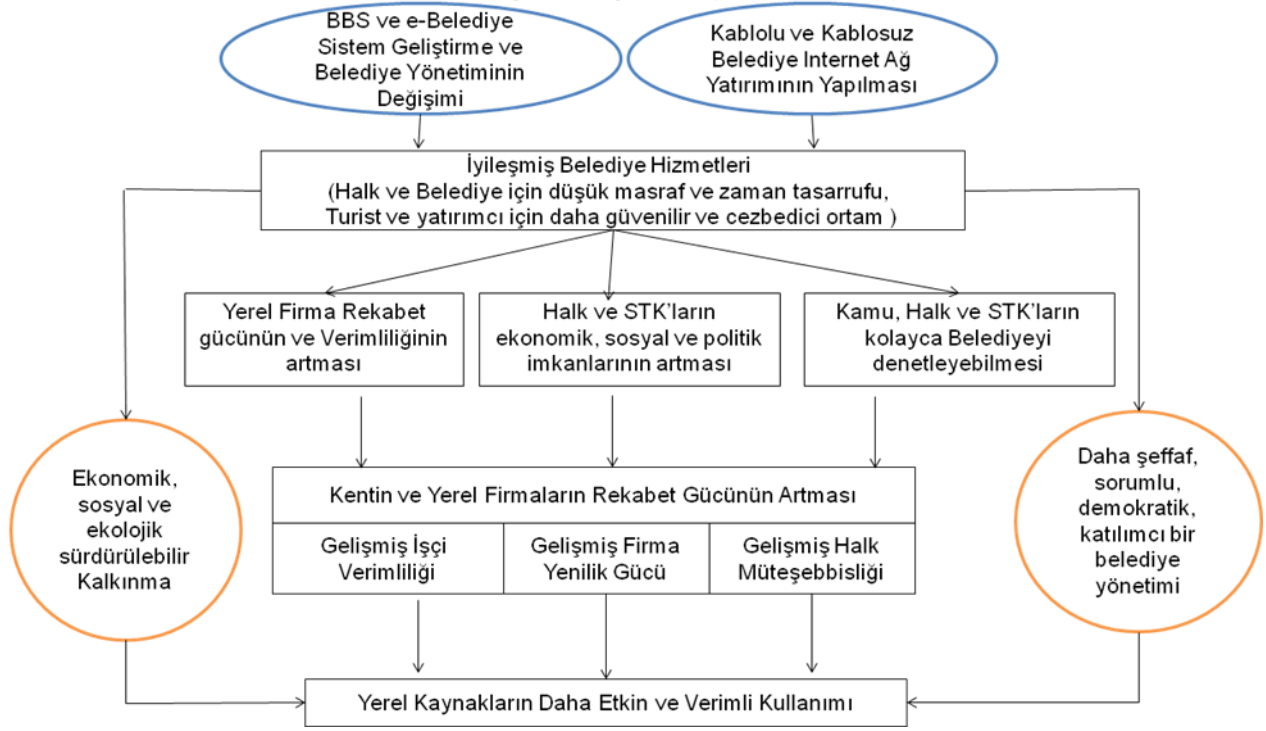 BBS ve e-Belediye
Sistem Geliştirme ve
Belediye Yönetiminin
Değişimi
Kablolu ve Kablosuz
Belediye Internet Ağ
Yatırımının Yapılması
İyileşmiş Belediye Hizmetleri
(Halk ve Belediye için düşük masraf ve zaman tasarrufu,
Turist ve yatırımcı için daha güvenilir ve cezbedici ortam )
Yerel Firma Rekabet
gücünün ve Verimliliğinin
artması
Halk ve STK'ların
ekonomik, sosyal ve politik
imkanlarının artması
Kamu, Halk ve STK'ların
kolayca Belediyeyi
denetleyebilmesi
Ekonomik,
sosyal ve
ekolojik
sürdürülebilir
Kalkınma
Kentin ve Yerel Firmaların Rekabet Gücünün Artması
Gelişmiş İşçi
Verimliliği
Gelişmiş Firma
Yenilik Gücü
Gelişmiş Halk
Müteşebbisliği
Daha şeffaf,
sorumlu,
demokratik,
katılımcı bir
belediye
yönetimi
Yerel Kaynakların Daha Etkin ve Verimli Kullanımı